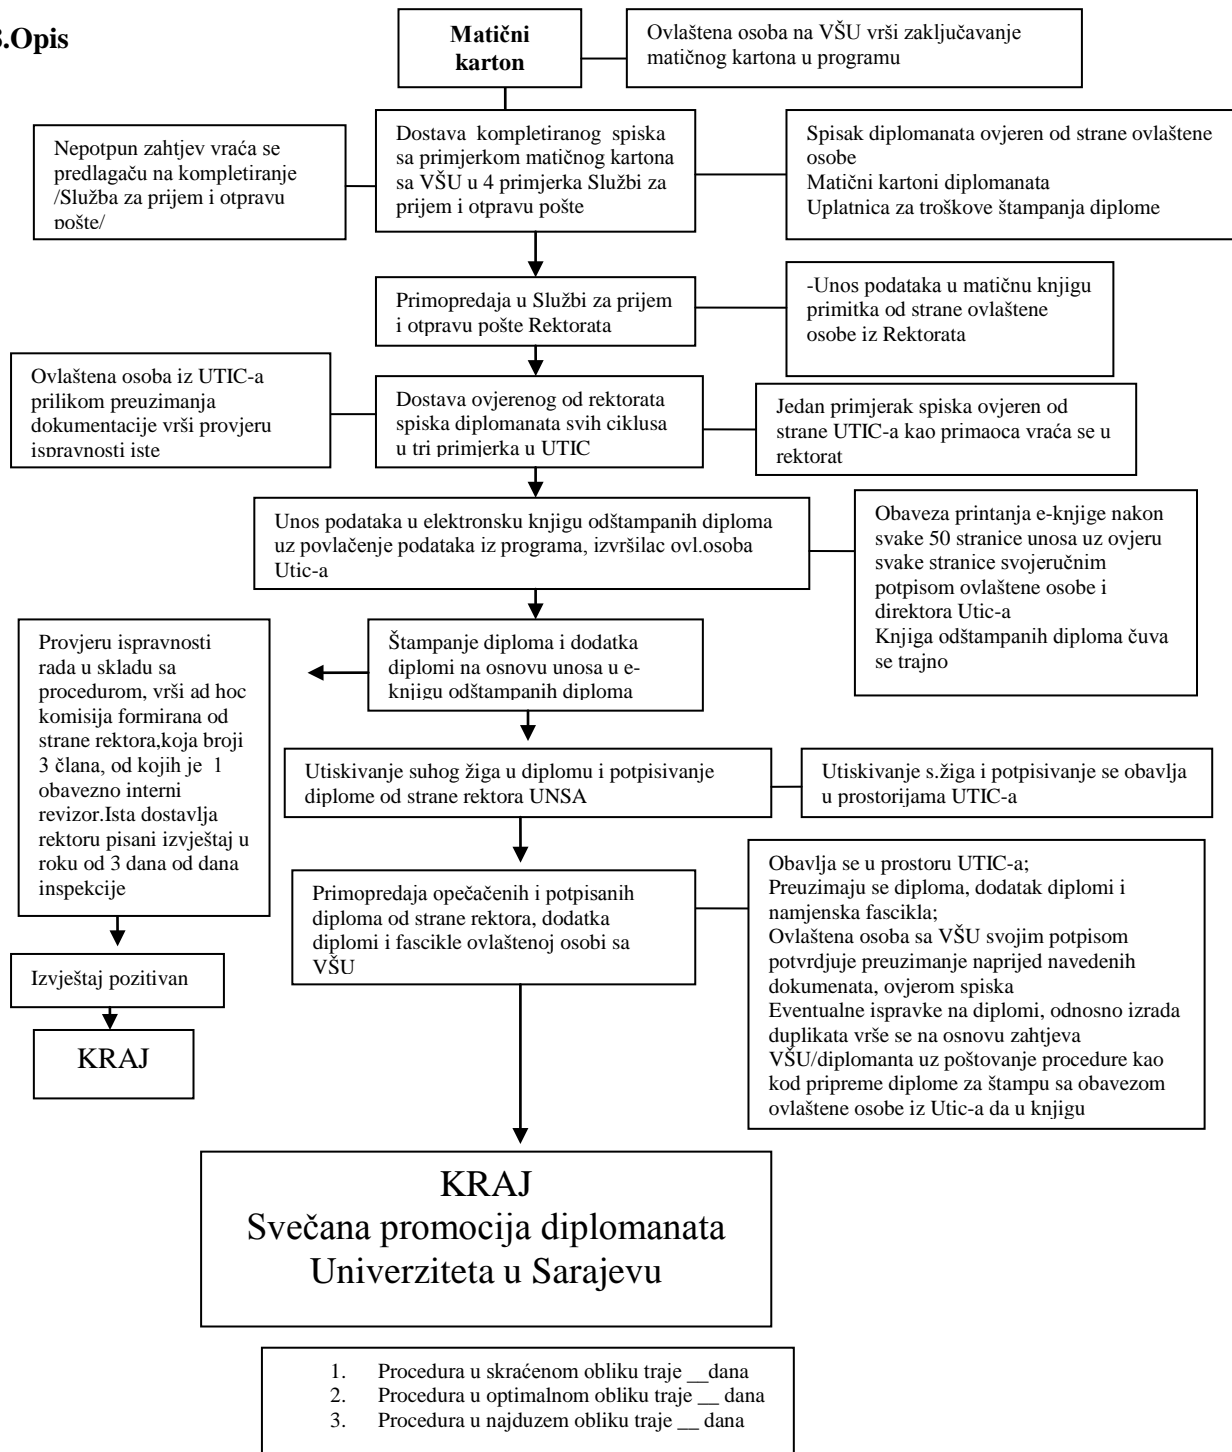 .Opis
Matični
karton
Ovlaštena osoba na VŠU vrši zaključavanje
matičnog kartona u programu
Nepotpun zahtjev vraća se
predlagaču na kompletiranje
/Služba za prijem i otpravu
pošte/
Dostava kompletiranog spiska
sa primjerkom matičnog kartona
sa VŠU u 4 primjerka Službi za
prijem i otpravu pošte
Spisak diplomanata ovjeren od strane ovlaštene
osobe
Matični kartoni diplomanata
Uplatnica za troškove štampanja diplome
Primopredaja u Službi za prijem
i otpravu pošte Rektorata
-Unos podataka u matičnu knjigu
primitka od strane ovlaštene
osobe iz Rektorata
Ovlaštena osoba iz UTIC-a
prilikom preuzimanja
dokumentacije vrši provjeru
ispravnosti iste
Dostava ovjerenog od rektorata
spiska diplomanata svih ciklusa
u tri primjerka u UTIC
Jedan primjerak spiska ovjeren od
strane UTIC-a kao primaoca vraća se u
rektorat
Unos podataka u elektronsku knjigu odštampanih diploma
uz povlačenje podataka iz programa, izvršilac ovl.osoba
Utic-a
Obaveza printanja e-knjige nakon
svake 50 stranice unosa uz ovjeru
svake stranice svojeručnim
potpisom ovlaštene osobe i
direktora Utic-a
Knjiga odštampanih diploma čuva
se trajno
Provjeru ispravnosti
rada u skladu sa
procedurom, vrši ad hoc
komisija formirana od
strane rektora,koja broji
3 člana, od kojih je 1
obavezno interni
revizor.Ista dostavlja
rektoru pisani izvještaj u
roku od 3 dana od dana
inspekcije
Štampanje diploma i dodatka
diplomi na osnovu unosa u e-
knjigu odštampanih diploma
Utiskivanje suhog žiga u diplomu i potpisivanje
diplome od strane rektora UNSA
Utiskivanje s.žiga i potpisivanje se obavlja
u prostorijama UTIC-a
Primopredaja opečaćenih i potpisanih
diploma od strane rektora, dodatka
diplomi i fascikle ovlaštenoj osobi sa
VŠU
Obavlja se u prostoru UTIC-a;
Preuzimaju se diploma, dodatak diplomi i
namjenska fascikla;
Ovlaštena osoba sa VŠU svojim potpisom
potvrdjuje preuzimanje naprijed navedenih
dokumenata, ovjerom spiska
Eventualne ispravke na diplomi, odnosno izrada
duplikata vrše se na osnovu zahtjeva
VŠU/diplomanta uz poštovanje procedure kao
kod pripreme diplome za štampu sa obavezom
ovlaštene osobe iz Utic-a da u knjigu
Izvještaj pozitivan
KRAJ
KRAJ
Svečana promocija diplomanata
Univerziteta u Sarajevu
1. Procedura u skraćenom obliku traje __dana
2. Procedura u optimalnom obliku traje __ dana
3. Procedura u najduzem obliku traje __ dana